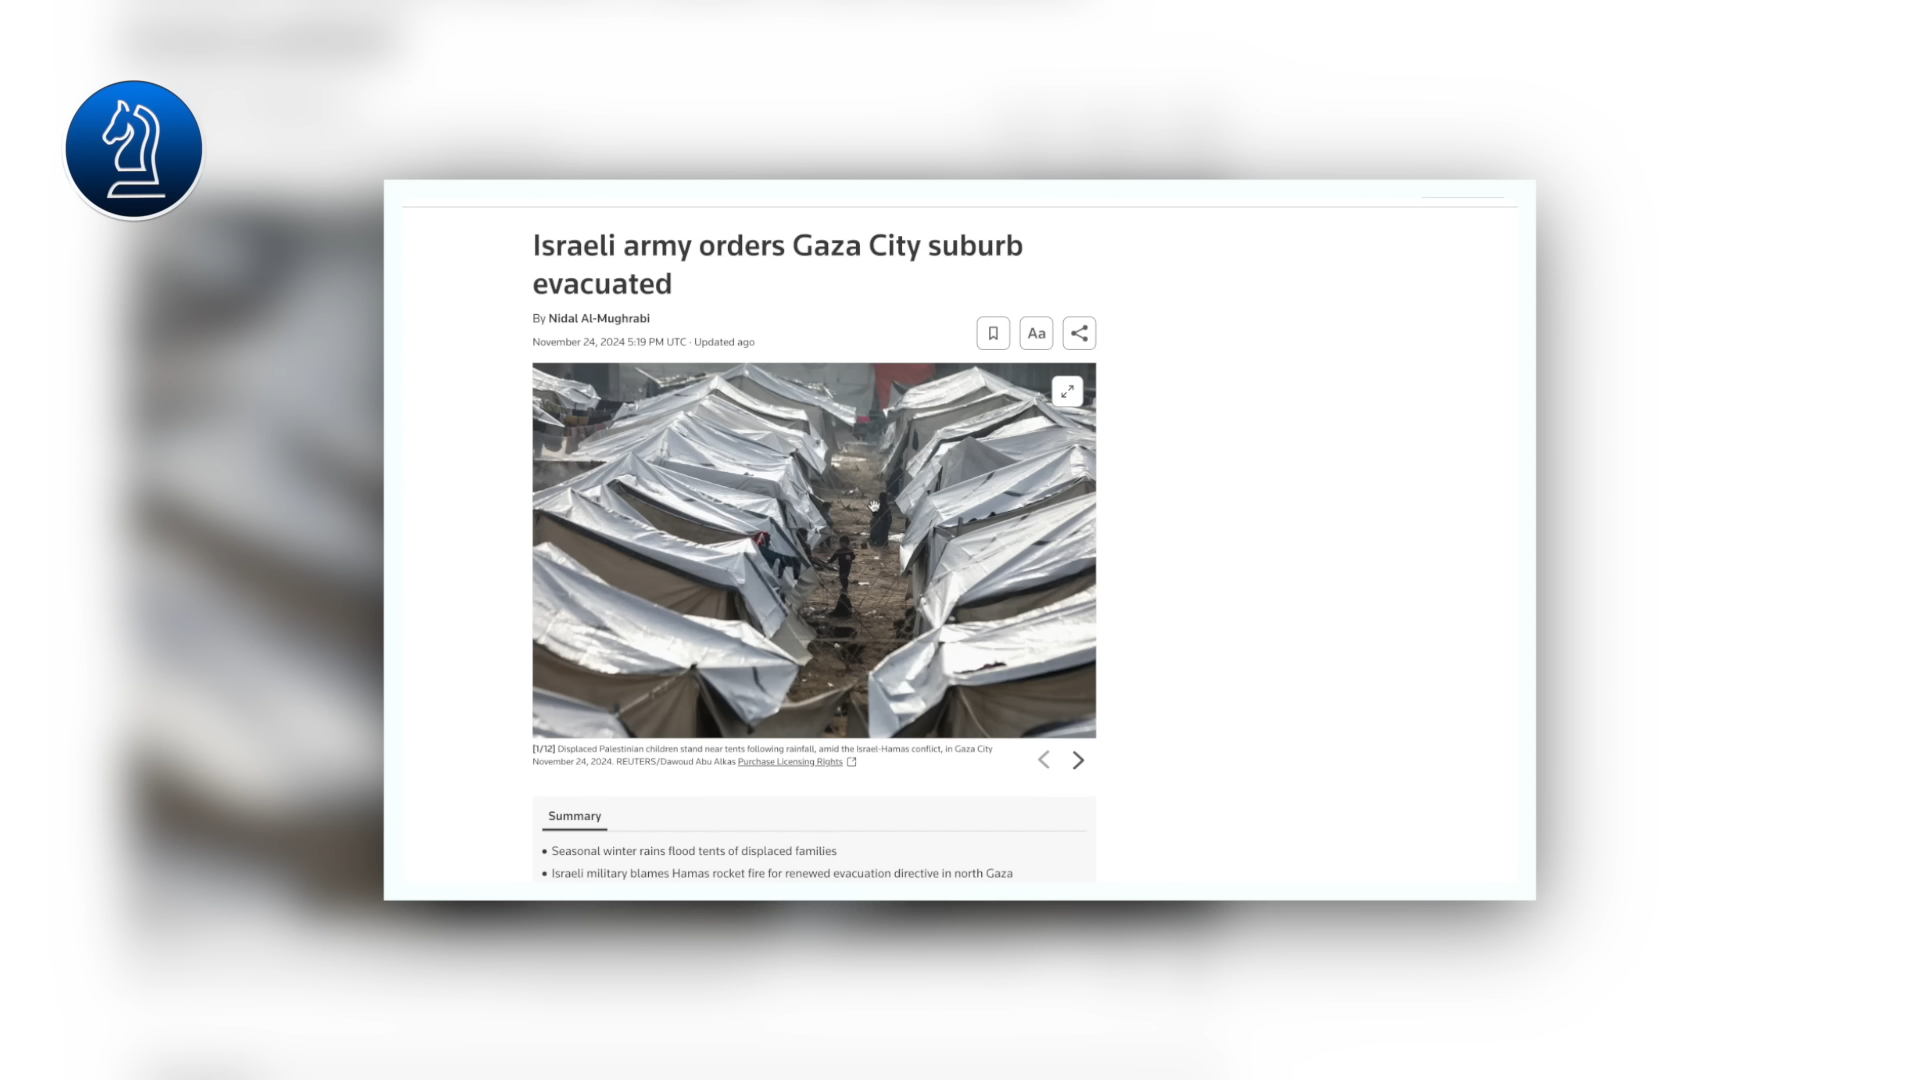 Israeli army orders Gaza City suburb
evacuated
By Nidal Al-Mughrabi
November 24, 2024 5:19 PM UTC · Updated ago
Aa
[1/12] Displaced Palestinian children stand near tents following rainfall, amid the Israel-Hamas conflict, in Gaza City
November 24, 2024. REUTERS/Dawoud Abu Alkas Purchase Licensing Rights
Summary
• Seasonal winter rains flood tents of displaced families
• Israeli military blames Hamas rocket fire for renewed evacuation directive in north Gaza